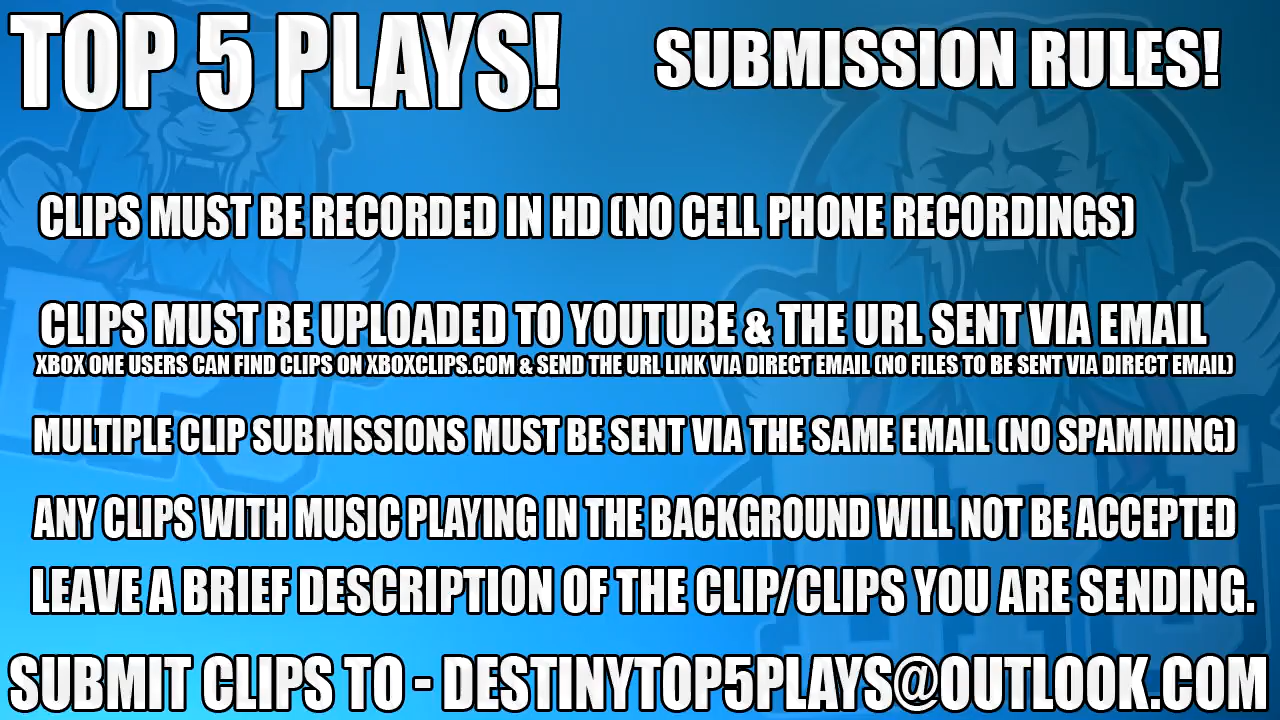 TOP 5 PLAYS!
SUBMISSION RULES!
CLIPS MUST BE RECORDED IN HD (NO CELL PHONE RECORDINGS)
CLIPS MUST BE UPLOADED TO YOUTUBE & THE URL SENT VIA EMAIL
XBOX ONE USERS CAN FIND CLIPS ON XBOXCLIPS.COM & SEND THE URL LINK VIA DIRECT EMAIL (NO FILES TO BE SENT VIA DIRECT EMAIL)
MULTIPLE CLIP SUBMISSIONS MUST BE SENT VIA THE SAME EMAIL (NO SPAMMING)
ANY CLIPS WITH MUSIC PLAYING IN THE BACKGROUND WILL NOT BE ACCEPTED
LEAVE A BRIEF DESCRIPTION OF THE CLIP/CLIPS YOU ARE SENDING.
SUBMIT CLIPS TO - DESTINYTOP5PLAYS@OUTLOOK.COM